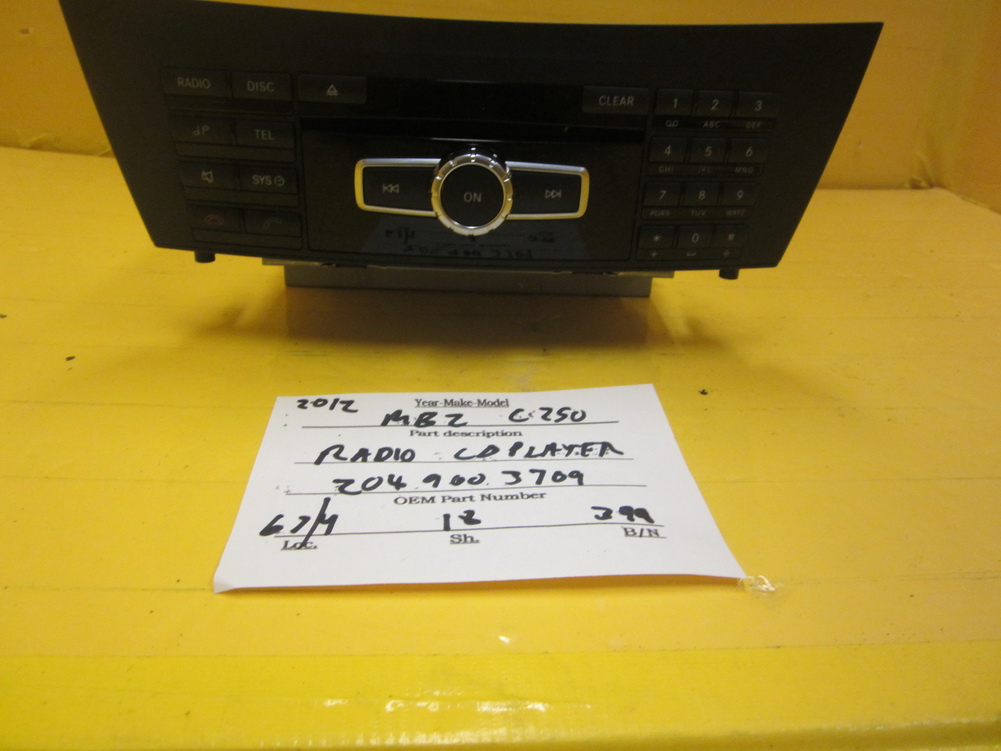 RADIO DISC CLEAR 1 2 3
ABC DEF
TEL 4 5 6
GHI JKL MNO
SYS 7 8 9
ON
PQRS TUV WXYZ
* 0 #
2012 Year-Make-Model
MBZ C250
Part description
RADIO - CD PLAYER
204.900.3709
OEM Part Number
67/4 18 399
Loc. Sh. B/N